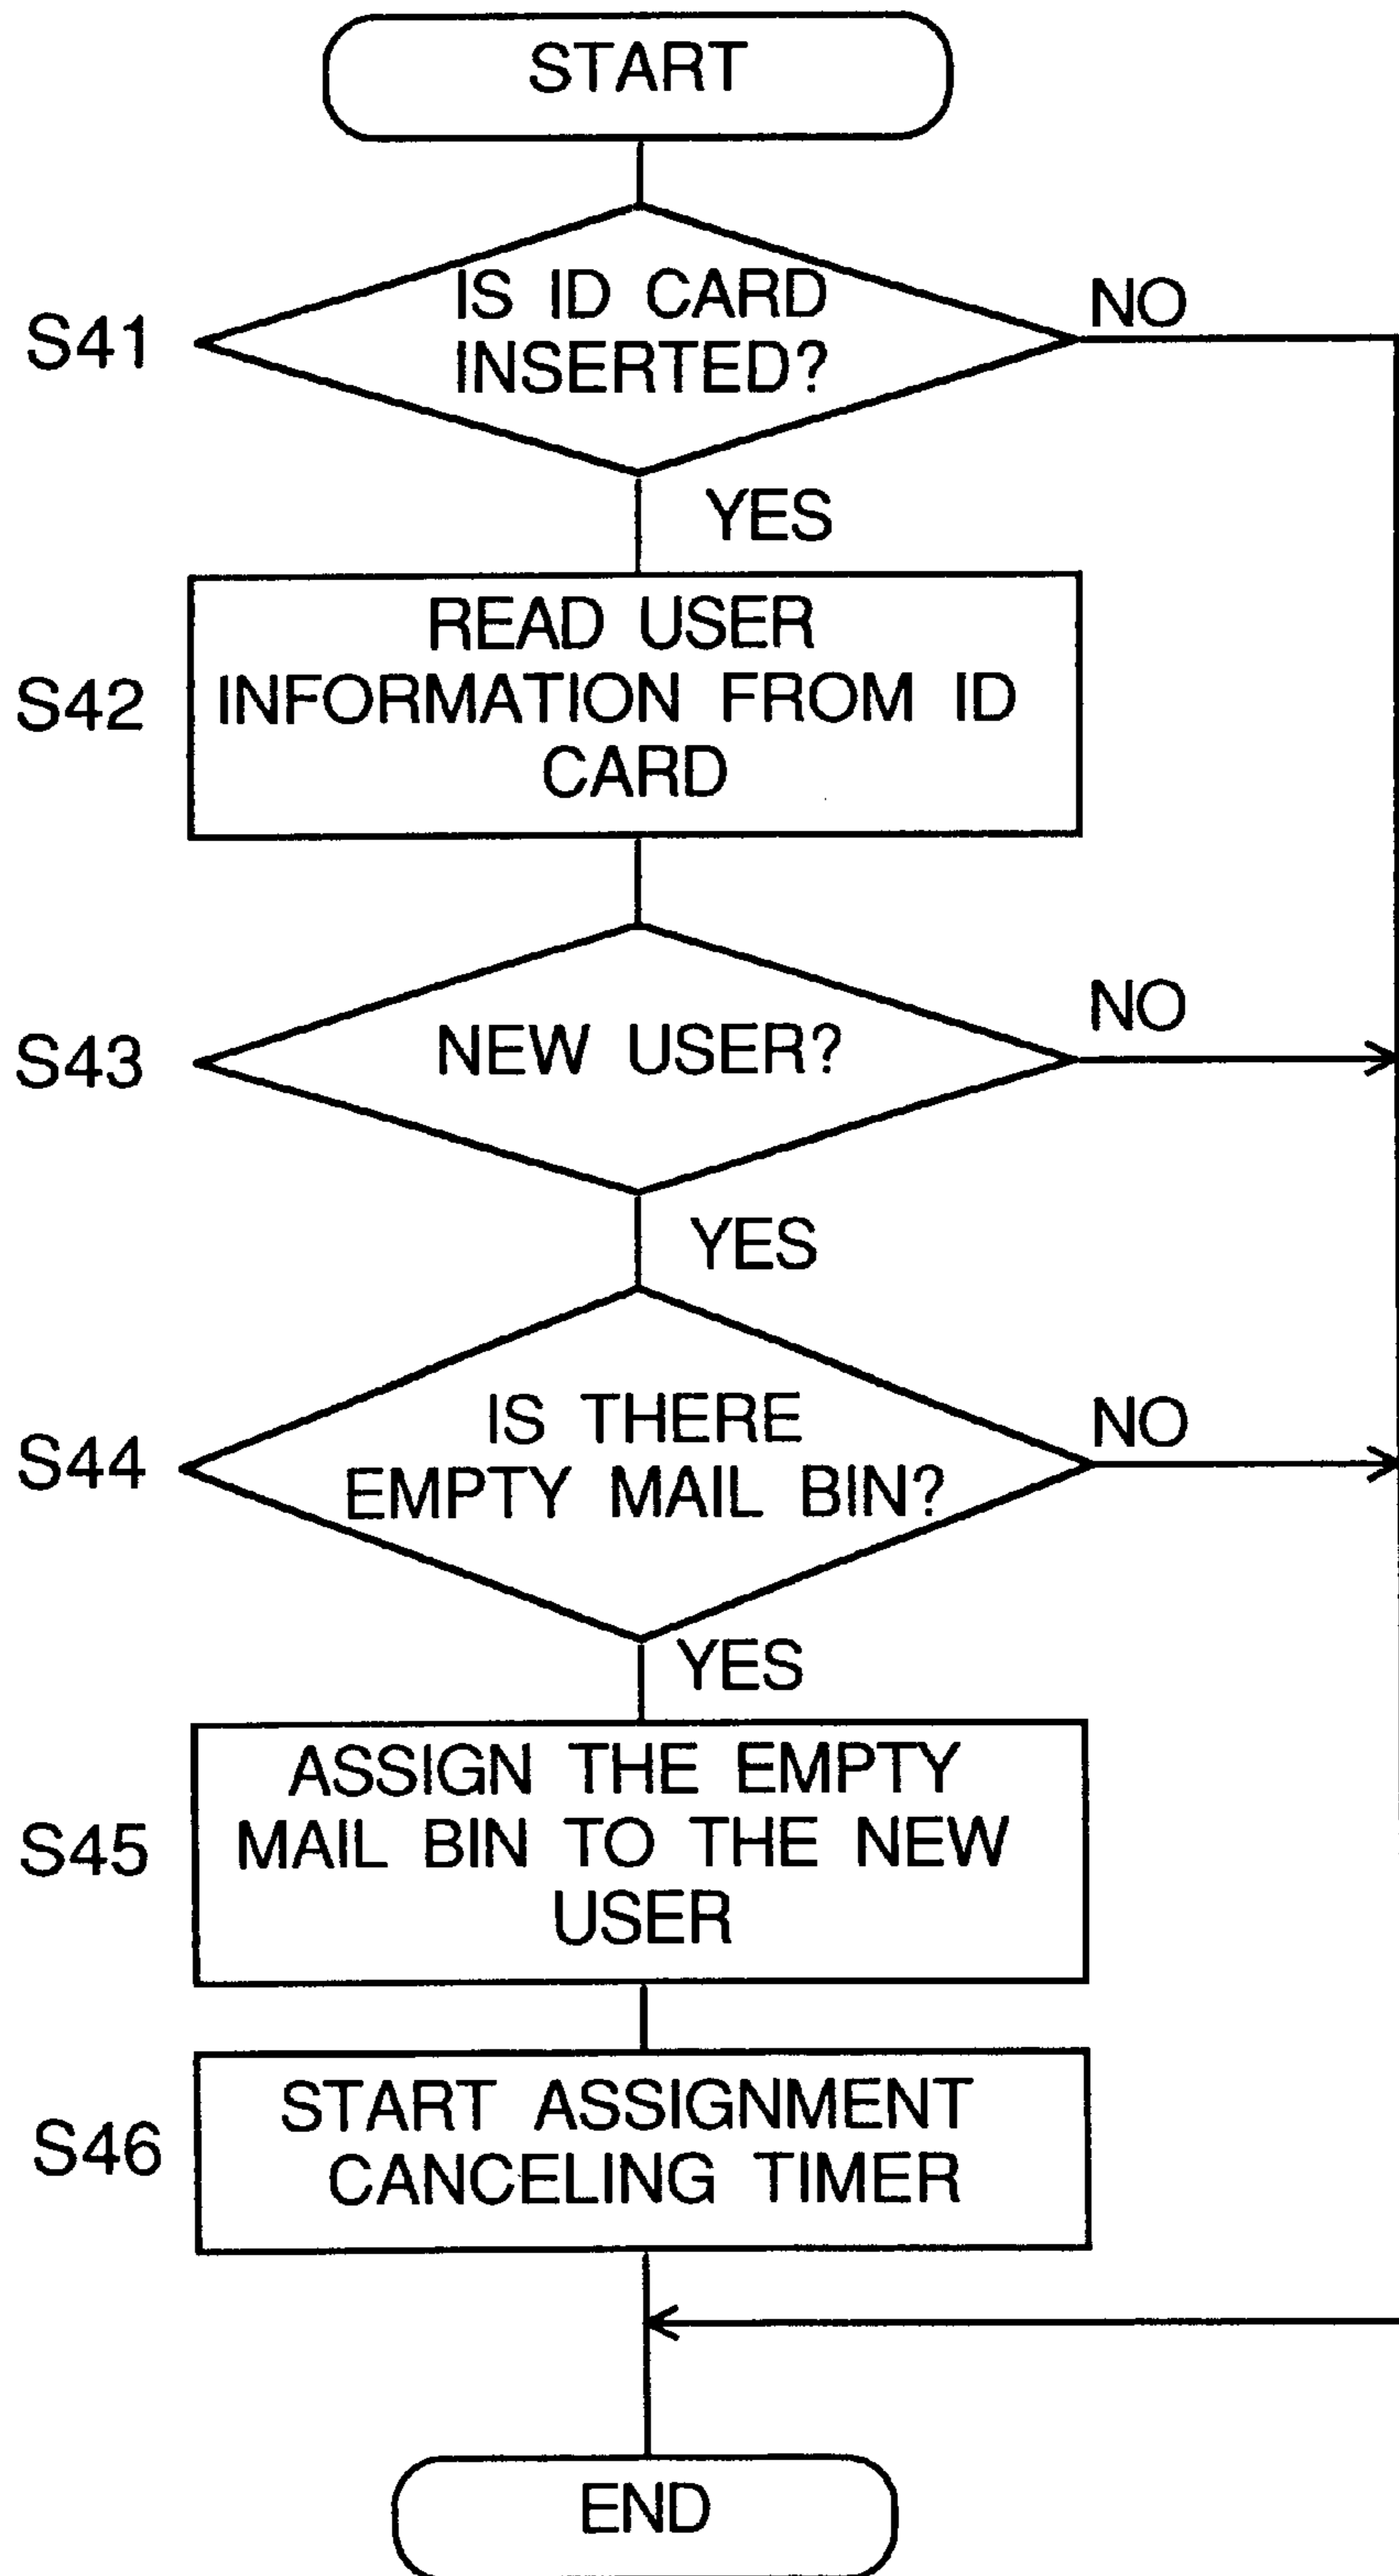 START
IS ID CARD
INSERTED?
NO
S41
YES
READ USER
INFORMATION FROM ID
CARD
S42
NEW USER?
NO
S43
YES
IS THERE
EMPTY MAIL BIN?
NO
S44
YES
ASSIGN THE EMPTY
MAIL BIN TO THE NEW
USER
S45
START ASSIGNMENT
CANCELING TIMER
S46
END